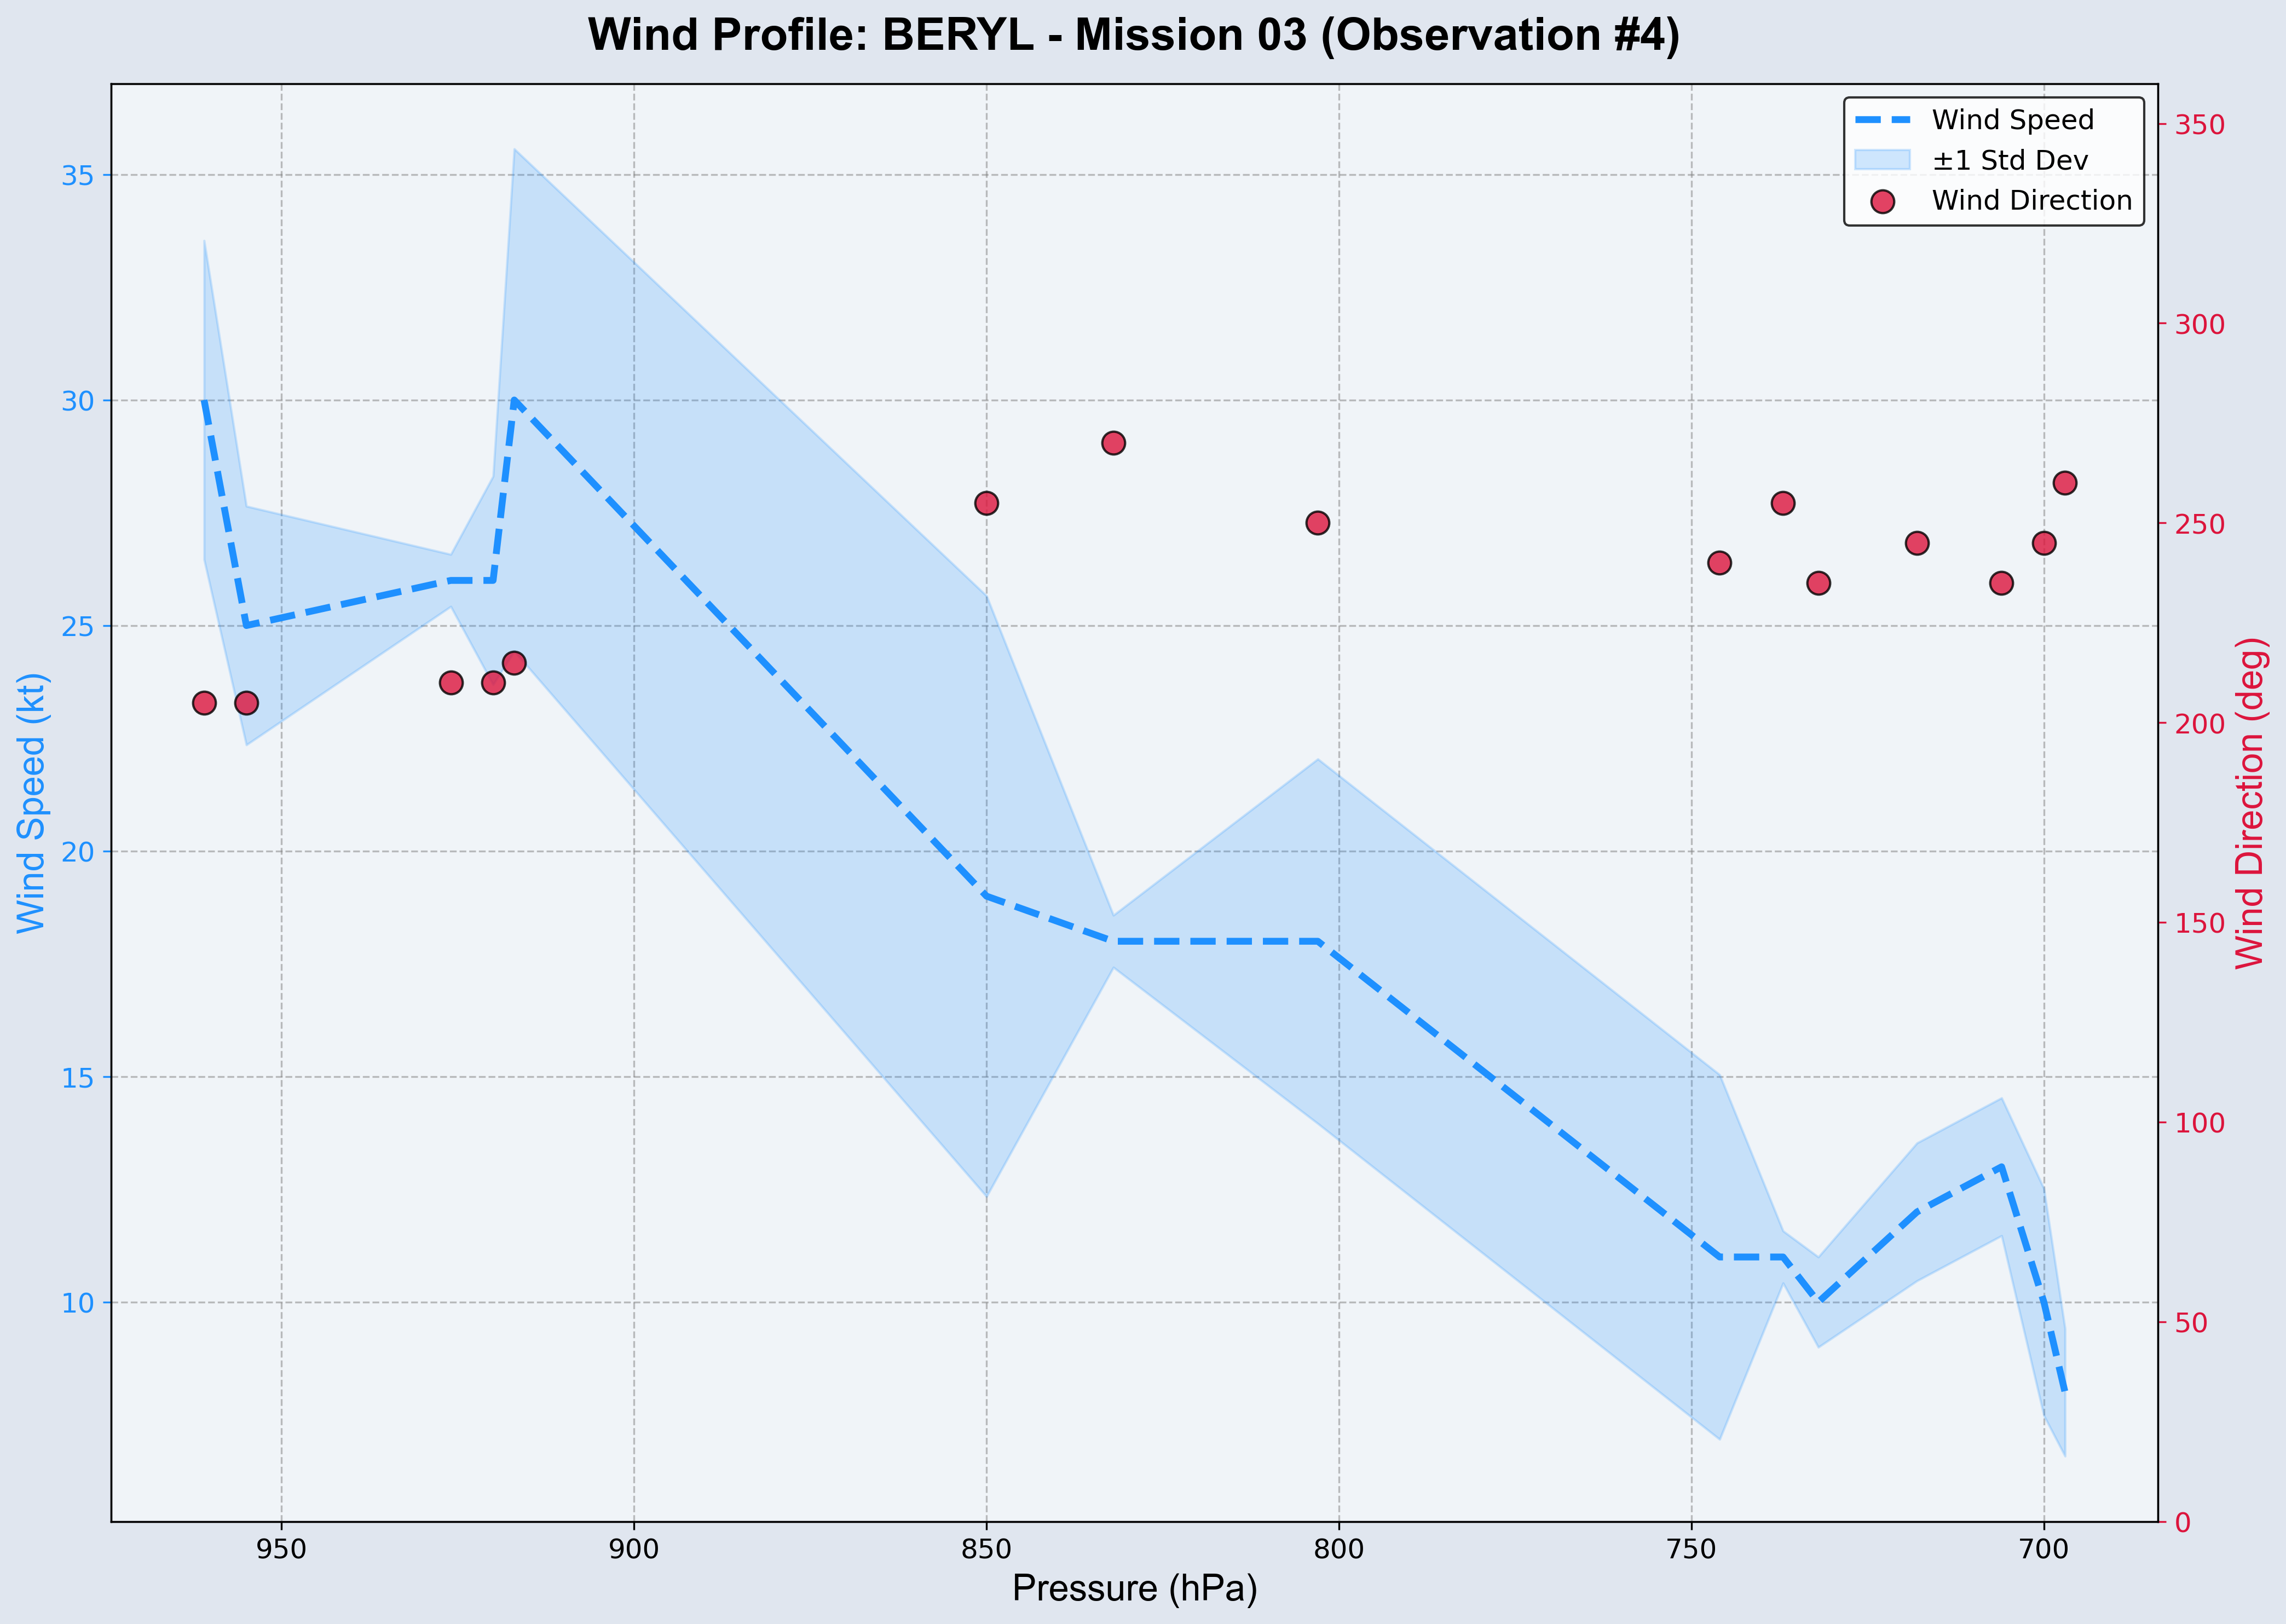 Wind Profile: BERYL - Mission 03 (Observation #4)
Wind Speed
±1 Std Dev
Wind Direction
Wind Speed (kt)
35
30
25
20
15
10
350
300
250
200
150
100
50
0
Wind Direction (deg)
950
900
850
800
750
700
Pressure (hPa)